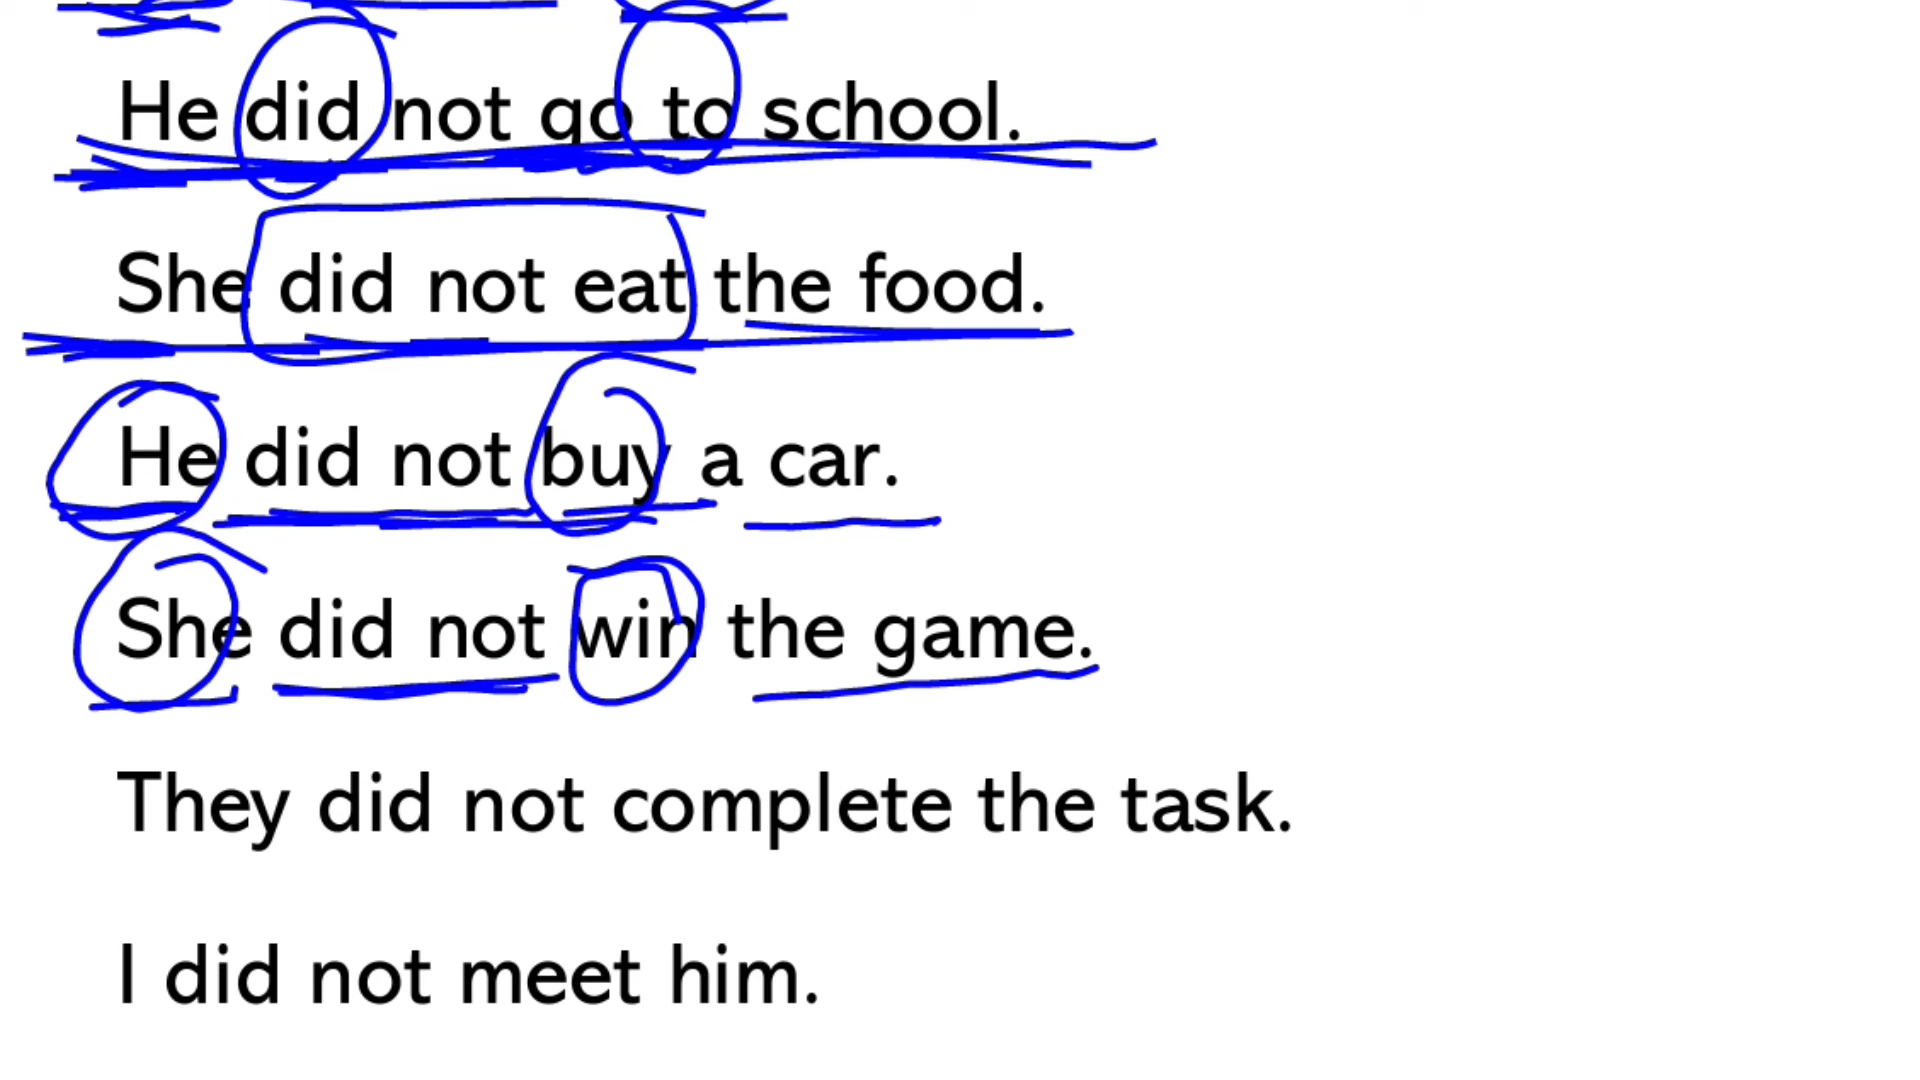 He did not go to school.
She did not eat the food.
He did not buy a car.
She did not win the game.
They did not complete the task.
I did not meet him.